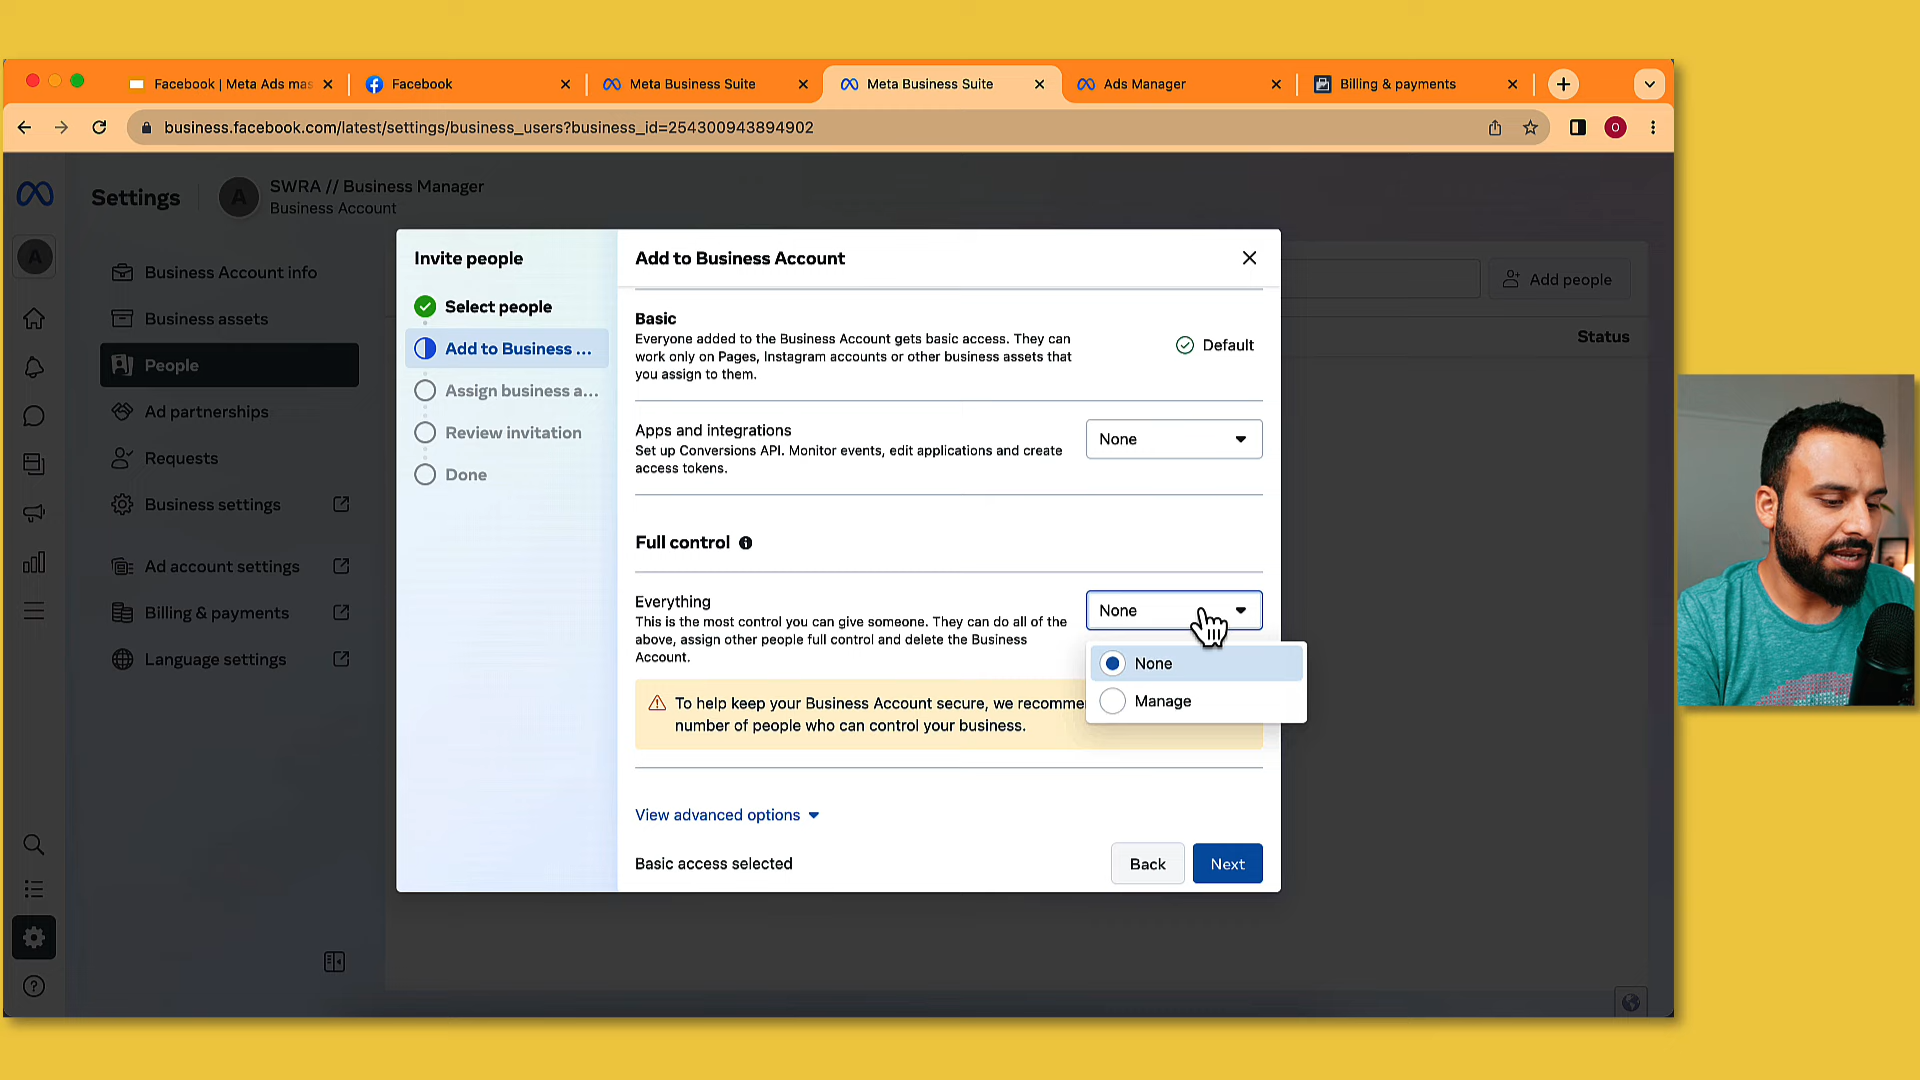 Facebook | Meta Ads mas
Facebook
Meta Business Suite
Meta Business Suite
Ads Manager
Billing & payments
business.facebook.com/latest/settings/business_users?business_id=254300943894902
O
Settings
A
SWRA // Business Manager
Business Account
A
Business Account info
Business assets
People
Ad partnerships
Requests
Business settings
Ad account settings
Billing & payments
Language settings
Add people
Status
Invite people
Select people
Add to Business ...
Assign business a...
Review invitation
Done
Add to Business Account
Basic
Everyone added to the Business Account gets basic access. They can
work only on Pages, Instagram accounts or other business assets that
you assign to them.
Default
Apps and integrations
Set up Conversions API. Monitor events, edit applications and create
access tokens.
None
Full control
Everything
This is the most control you can give someone. They can do all of the
above, assign other people full control and delete the Business
Account.
None
None
Manage
To help keep your Business Account secure, we recomme
number of people who can control your business.
View advanced options
Basic access selected
Back
Next